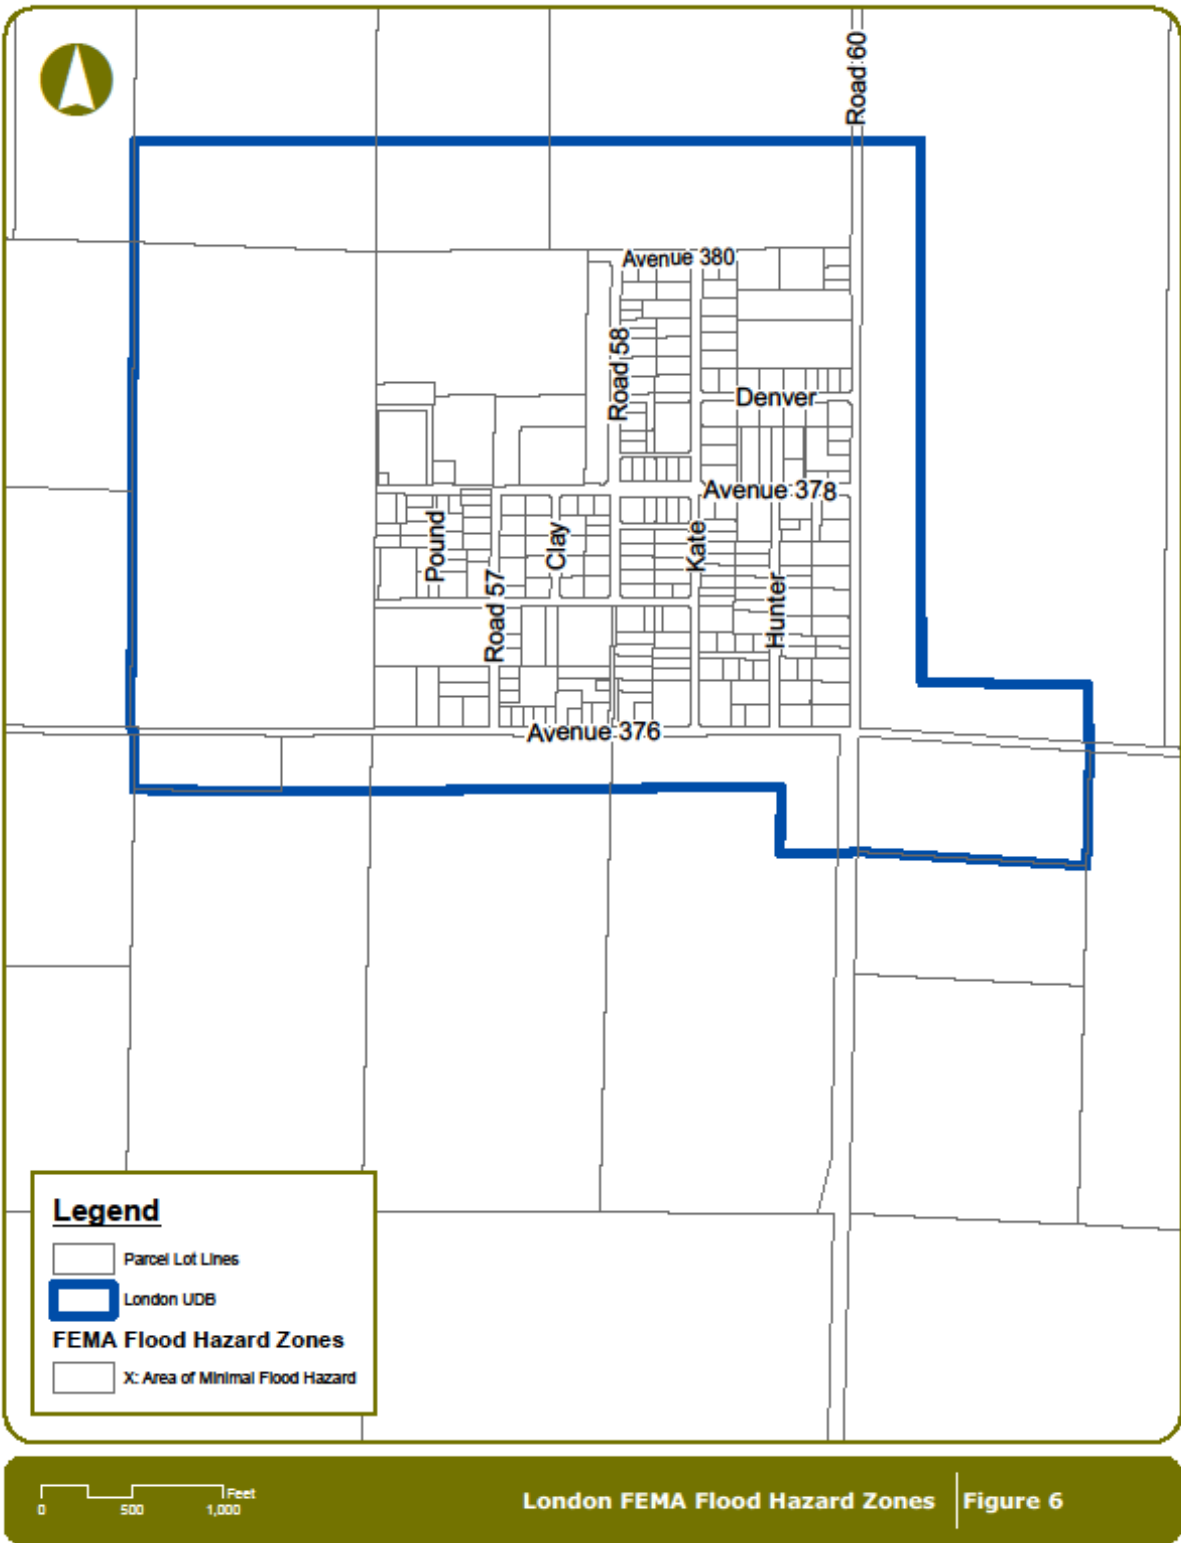 Road 60
Avenue 380
Road 58
Denver
Avenue 378
Pound
Clay
Kate
Road 57
Hunter
Avenue 376
Legend
Parcel Lot Lines
London UDB
FEMA Flood Hazard Zones
X: Area of Minimal Flood Hazard
Feet
0 500 1,000
London FEMA Flood Hazard Zones Figure 6